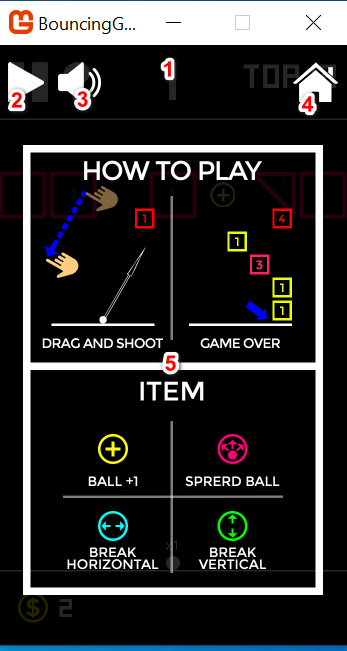 BouncingG...
1
TOP
2
3
4
HOW TO PLAY
1
4
1
3
1
1
DRAG AND SHOOT
GAME OVER
5
ITEM
BALL +1
SPRERD BALL
BREAK
HORIZONTAL
BREAK
VERTICAL
x1
$ 2